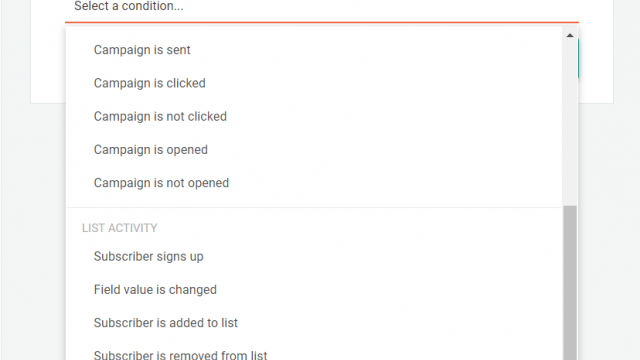 Select a condition...
Campaign is sent
Campaign is clicked
Campaign is not clicked
Campaign is opened
Campaign is not opened
LIST ACTIVITY
Subscriber signs up
Field value is changed
Subscriber is added to list
Subscriber is removed from list